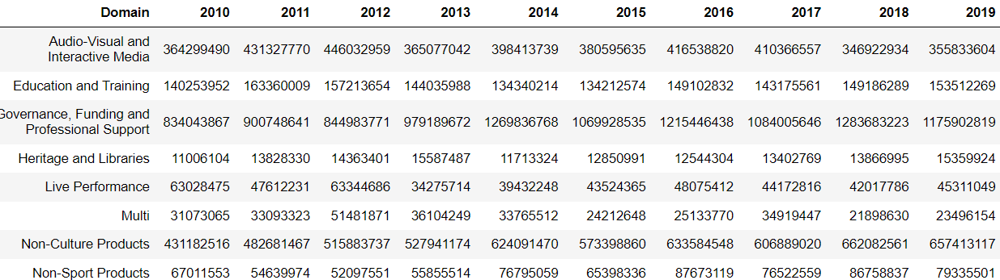 Domain 2010 2011 2012 2013 2014 2015 2016 2017 2018 2019
Audio-Visual and
Interactive Media 364299490 431327770 446032959 365077042 398413739 380595635 416538820 410366557 346922934 355833604
Education and Training 140253952 163360009 157213654 144035988 134340214 134212574 149102832 143175561 149186289 153512269
Governance, Funding and
Professional Support 834043867 900748641 844983771 979189672 1269836768 1069928535 1215446438 1084005646 1283683223 1175902819
Heritage and Libraries 11006104 13828330 14363401 15587487 11713324 12850991 12544304 13402769 13866995 15359924
Live Performance 63028475 47612231 63344686 34275714 39432248 43524365 48075412 44172816 42017786 45311049
Multi 31073065 33093323 51481871 36104249 33765512 24212648 25133770 34919447 21898630 23496154
Non-Culture Products 431182516 482681467 515883737 527941174 624091470 573398860 633584548 606889020 662082561 657413117
Non-Sport Products 67011553 54639974 52097551 55855514 76795059 65398336 87673119 76522559 86758837 79335501